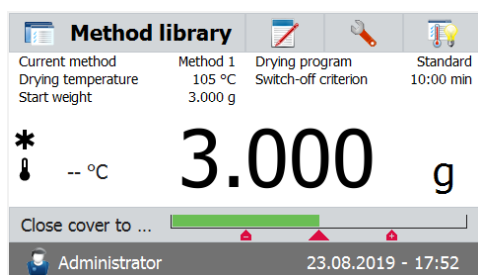 Method library
Current method Method 1 Drying program Standard
Drying temperature 105 °C Switch-off criterion 10:00 min
Start weight 3.000 g
-- °C 3.000 g
Close cover to ...
Administrator 23.08.2019 - 17:52